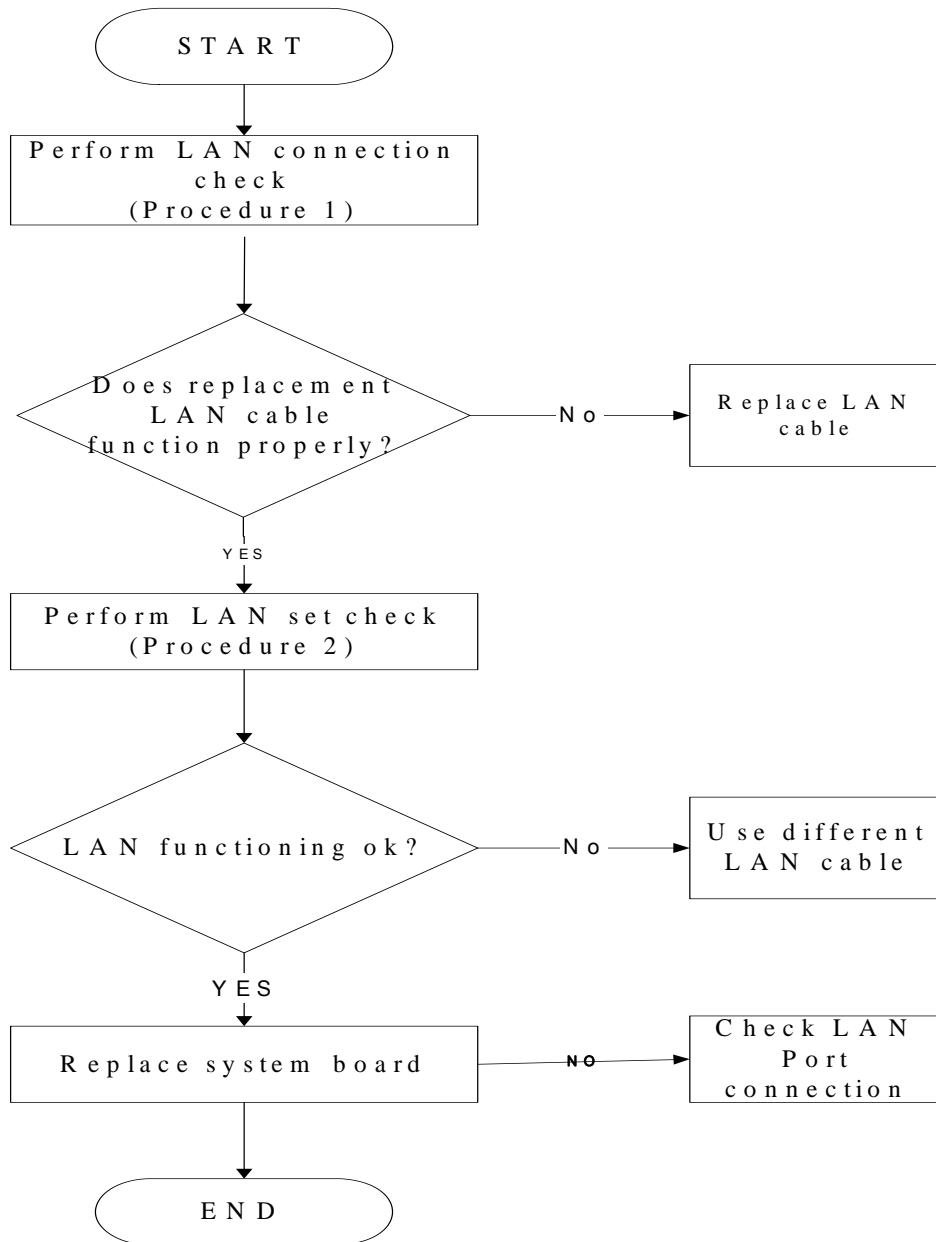 START
Perform LAN connection
check
(Procedure 1)
Does replacement
LAN cable
function properly?
No
Replace LAN
cable
YES
Perform LAN set check
(Procedure 2)
LAN functioning ok?
No
Use different
LAN cable
YES
Replace system board
NO
Check LAN
Port
connection
END